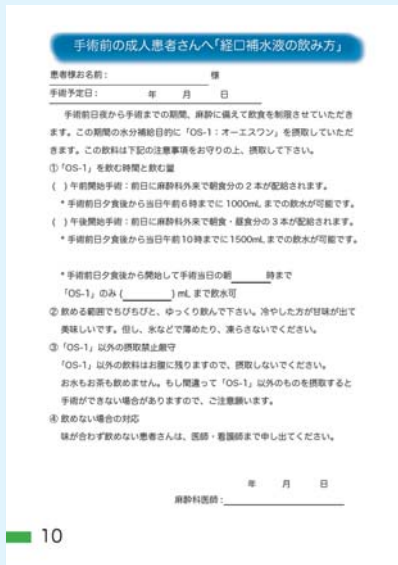 手術前の成人患者さんへ「経口補水液の飲み方」
患者様お名前： 様
手術予定日： 年 月 日
手術前日夜から手術までの期間、麻酔に備えて飲食を制限させていただき
ます。この期間の水分補給目的に「OS-1：オーエスワン」を摂取していただ
きます。この飲料は下記の注意事項をお守りの上、摂取して下さい。
①「OS-1」を飲む時間と飲む量
( ) 午前開始手術：前日に麻酔科外来で朝食分の2本が配給されます。
* 手術前日夕食後から当日午前6時までに1000mLまでの飲水が可能です。
( ) 午後開始手術：前日に麻酔科外来で朝食・昼食分の3本が配給されます。
* 手術前日夕食後から当日午前10時までに1500mLまでの飲水が可能です。
* 手術前日夕食後から開始して手術当日の朝______時まで
「OS-1」のみ (________) mLまで飲水可
② 飲める範囲でちびちびと、ゆっくり飲んで下さい。冷やした方が甘味が出て
美味しいです。但し、氷などで薄めたり、凍らさないでください。
③「OS-1」以外の摂取禁止厳守
「OS-1」以外の飲料はお腹に残りますので、摂取しないでください。
お水もお茶も飲めません。もし間違って「OS-1」以外のものを摂取すると
手術ができない場合がありますので、ご注意願います。
④ 飲めない場合の対応
味が合わず飲めない患者さんは、医師・看護師まで申し出てください。
年 月 日
麻酔科医師：
10